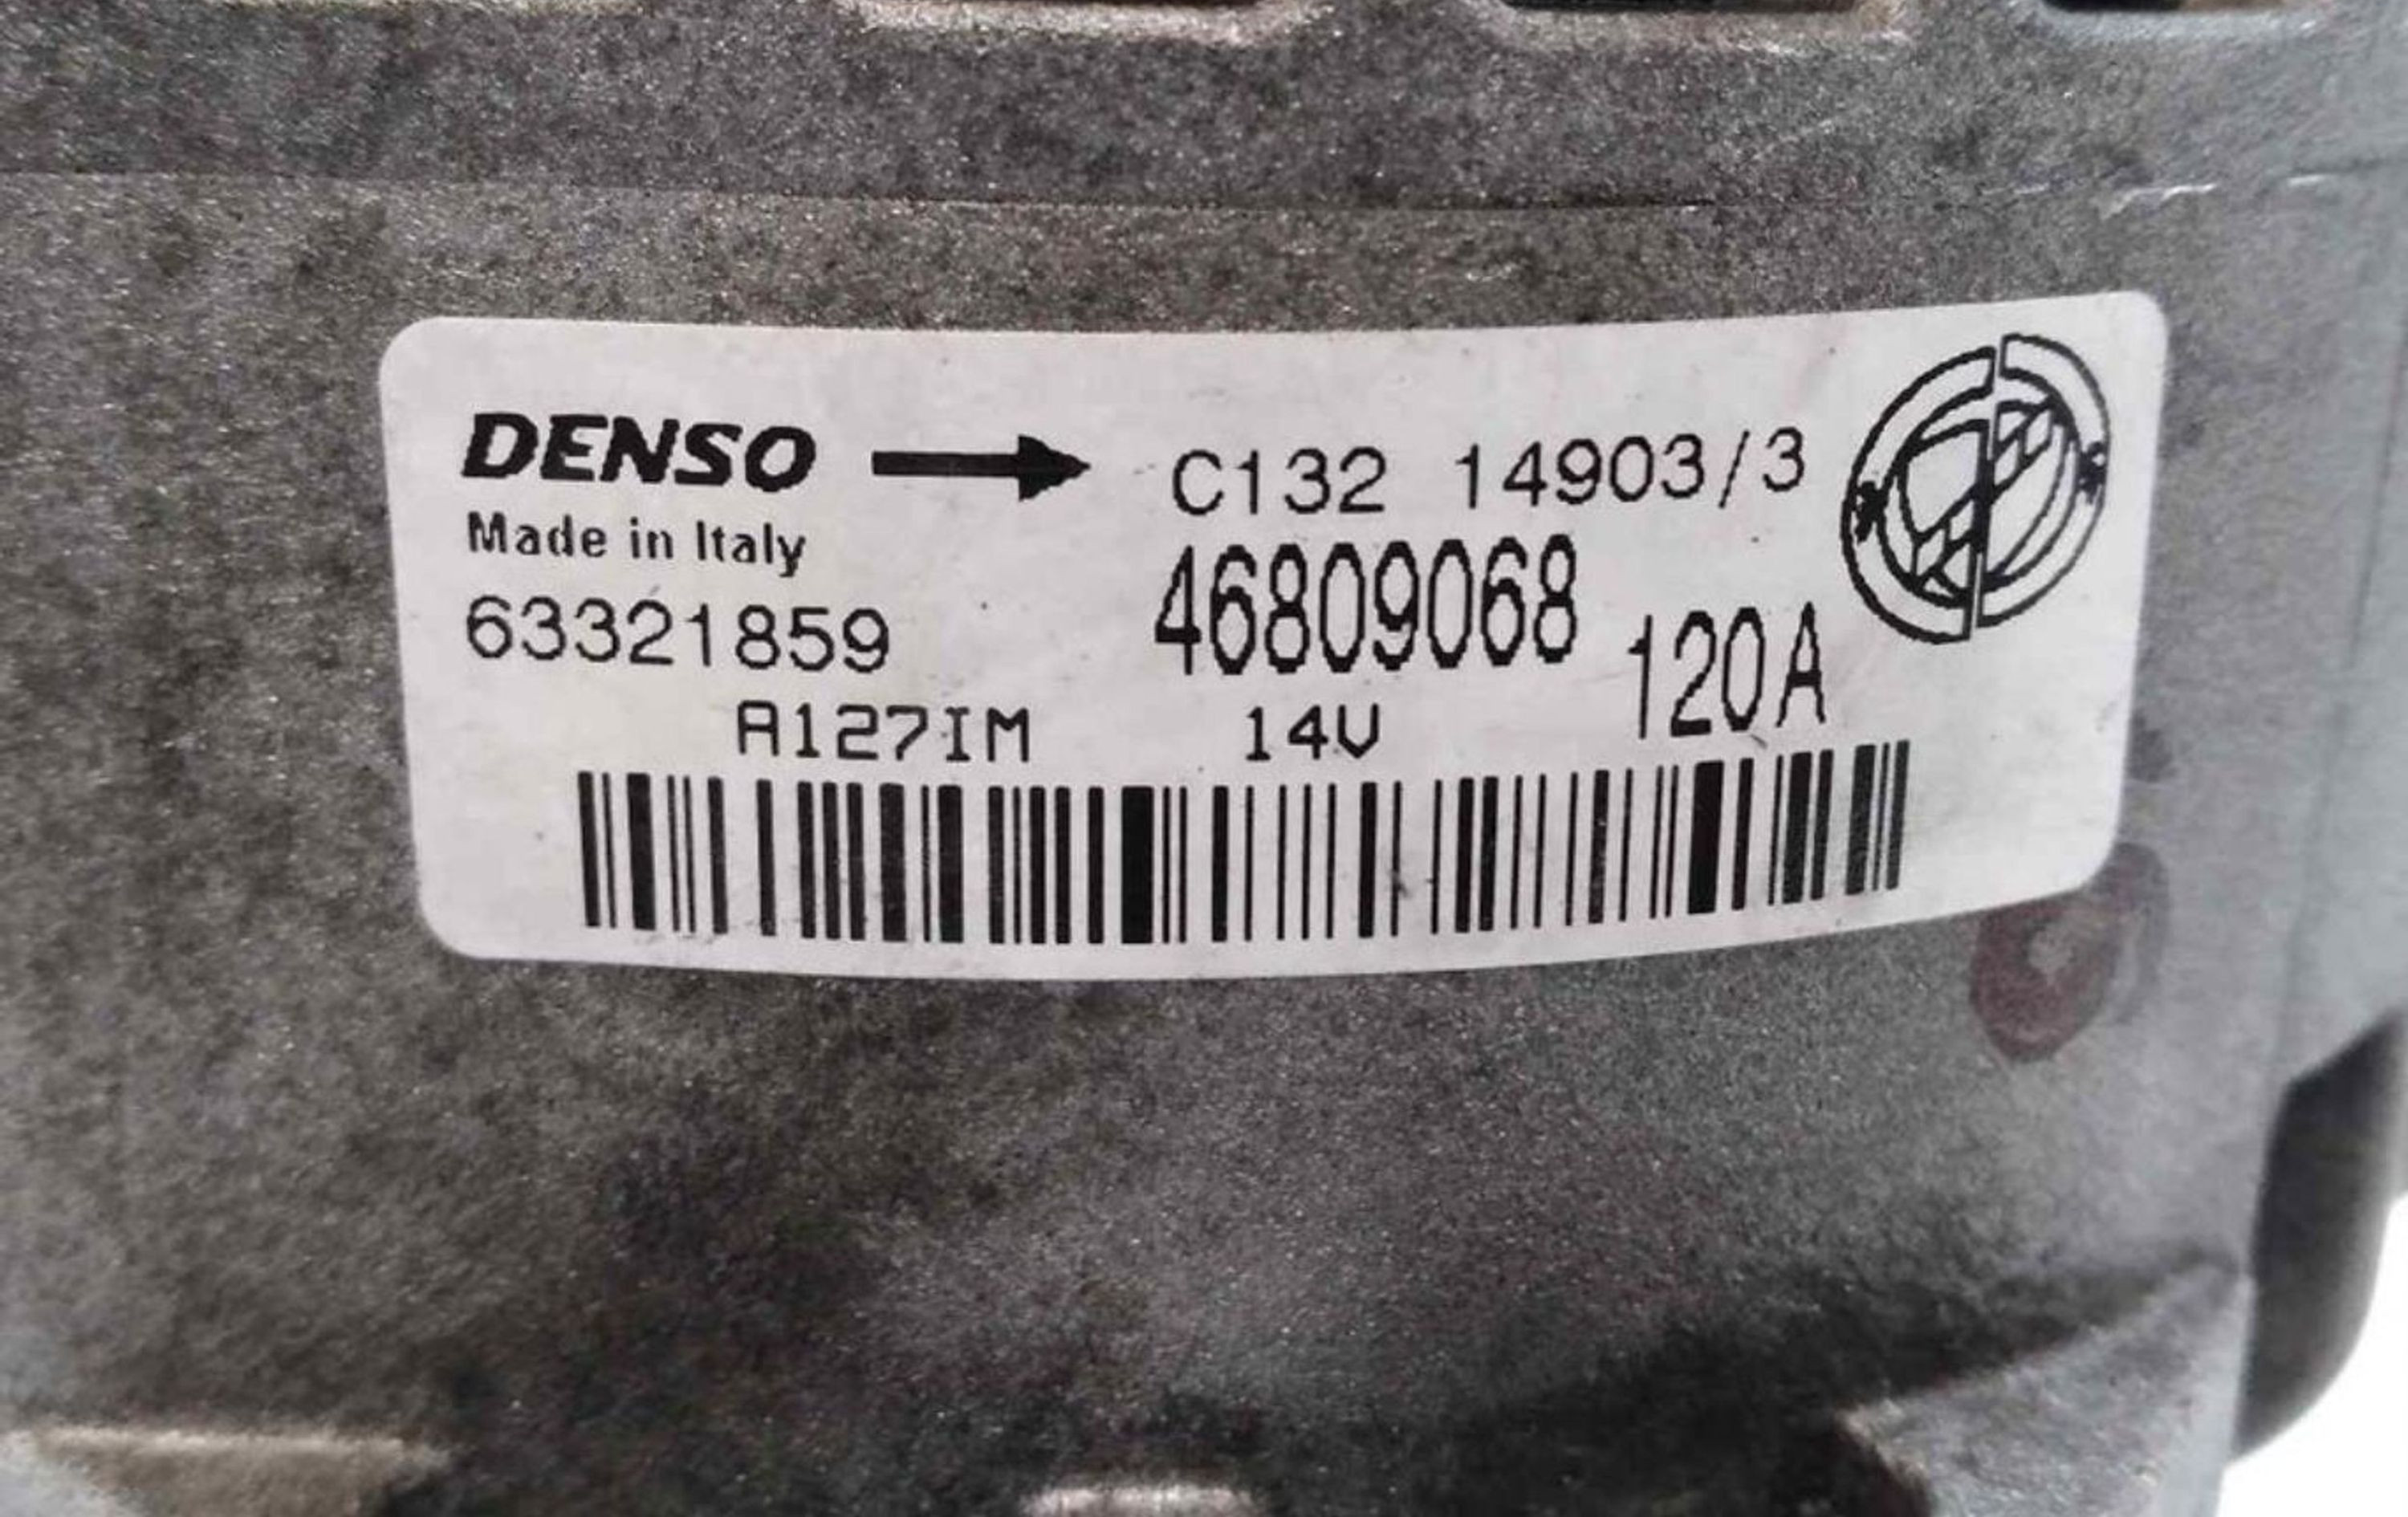 DENSO → C132 14903/3
Made in Italy
46809068
63321859
120A
A127IM 14V